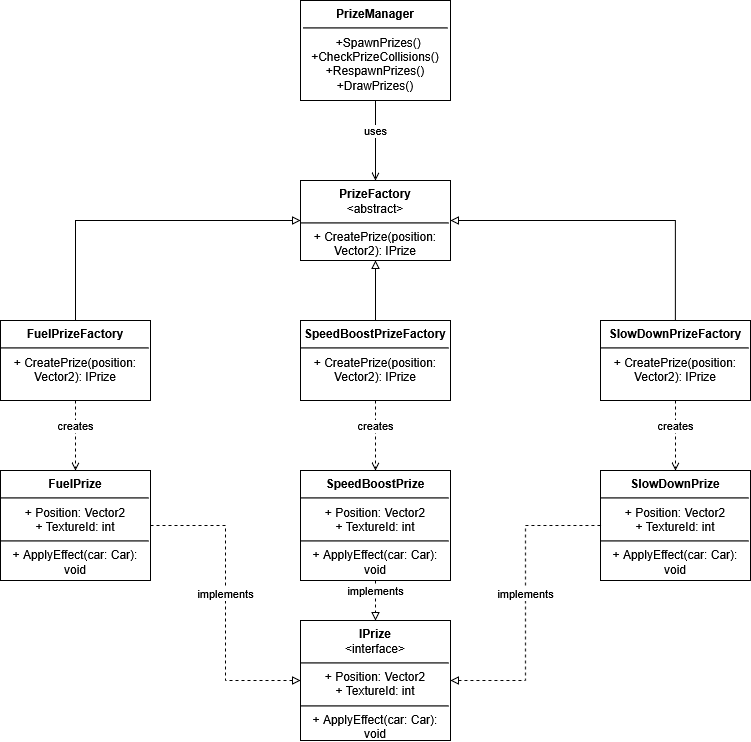 PrizeManager
+SpawnPrizes()
+CheckPrizeCollisions()
+RespawnPrizes()
+DrawPrizes()
uses
PrizeFactory
<abstract>
+ CreatePrize(position:
Vector2): IPrize
FuelPrizeFactory
+ CreatePrize(position:
Vector2): IPrize
SpeedBoostPrizeFactory
+ CreatePrize(position:
Vector2): IPrize
SlowDownPrizeFactory
+ CreatePrize(position:
Vector2): IPrize
creates
creates
creates
FuelPrize
+ Position: Vector2
+ TextureId: int
+ ApplyEffect(car: Car):
void
SpeedBoostPrize
+ Position: Vector2
+ TextureId: int
+ ApplyEffect(car: Car):
void
SlowDownPrize
+ Position: Vector2
+ TextureId: int
+ ApplyEffect(car: Car):
void
implements
implements
implements
IPrize
<interface>
+ Position: Vector2
+ TextureId: int
+ ApplyEffect(car: Car):
void